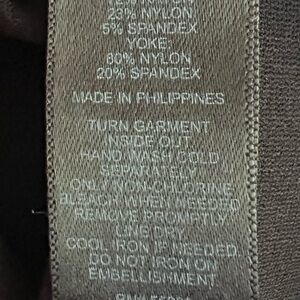 23% NYLON
5% SPANDEX
YOKE:
80% NYLON
20% SPANDEX
MADE IN PHILIPPINES
TURN GARMENT
INSIDE OUT
HAND WASH COLD
SEPARATELY
ONLY NON-CHLORINE
BLEACH WHEN NEEDED
REMOVE PROMPTLY
LINE DRY
COOL IRON IF NEEDED
DO NOT IRON ON
EMBELLISHMENT